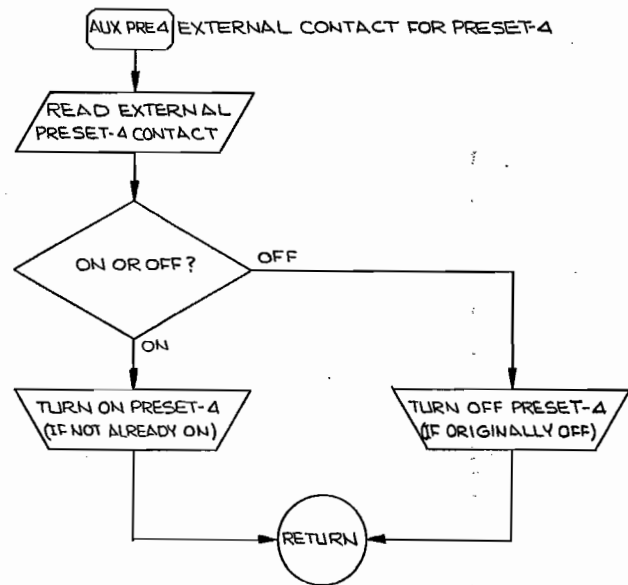 AUX PRE4 EXTERNAL CONTACT FOR PRESET-4
READ EXTERNAL
PRESET-4 CONTACT
ON OR OFF?
OFF
ON
TURN ON PRESET-4
(IF NOT ALREADY ON)
TURN OFF PRESET-4
(IF ORIGINALLY OFF)
RETURN